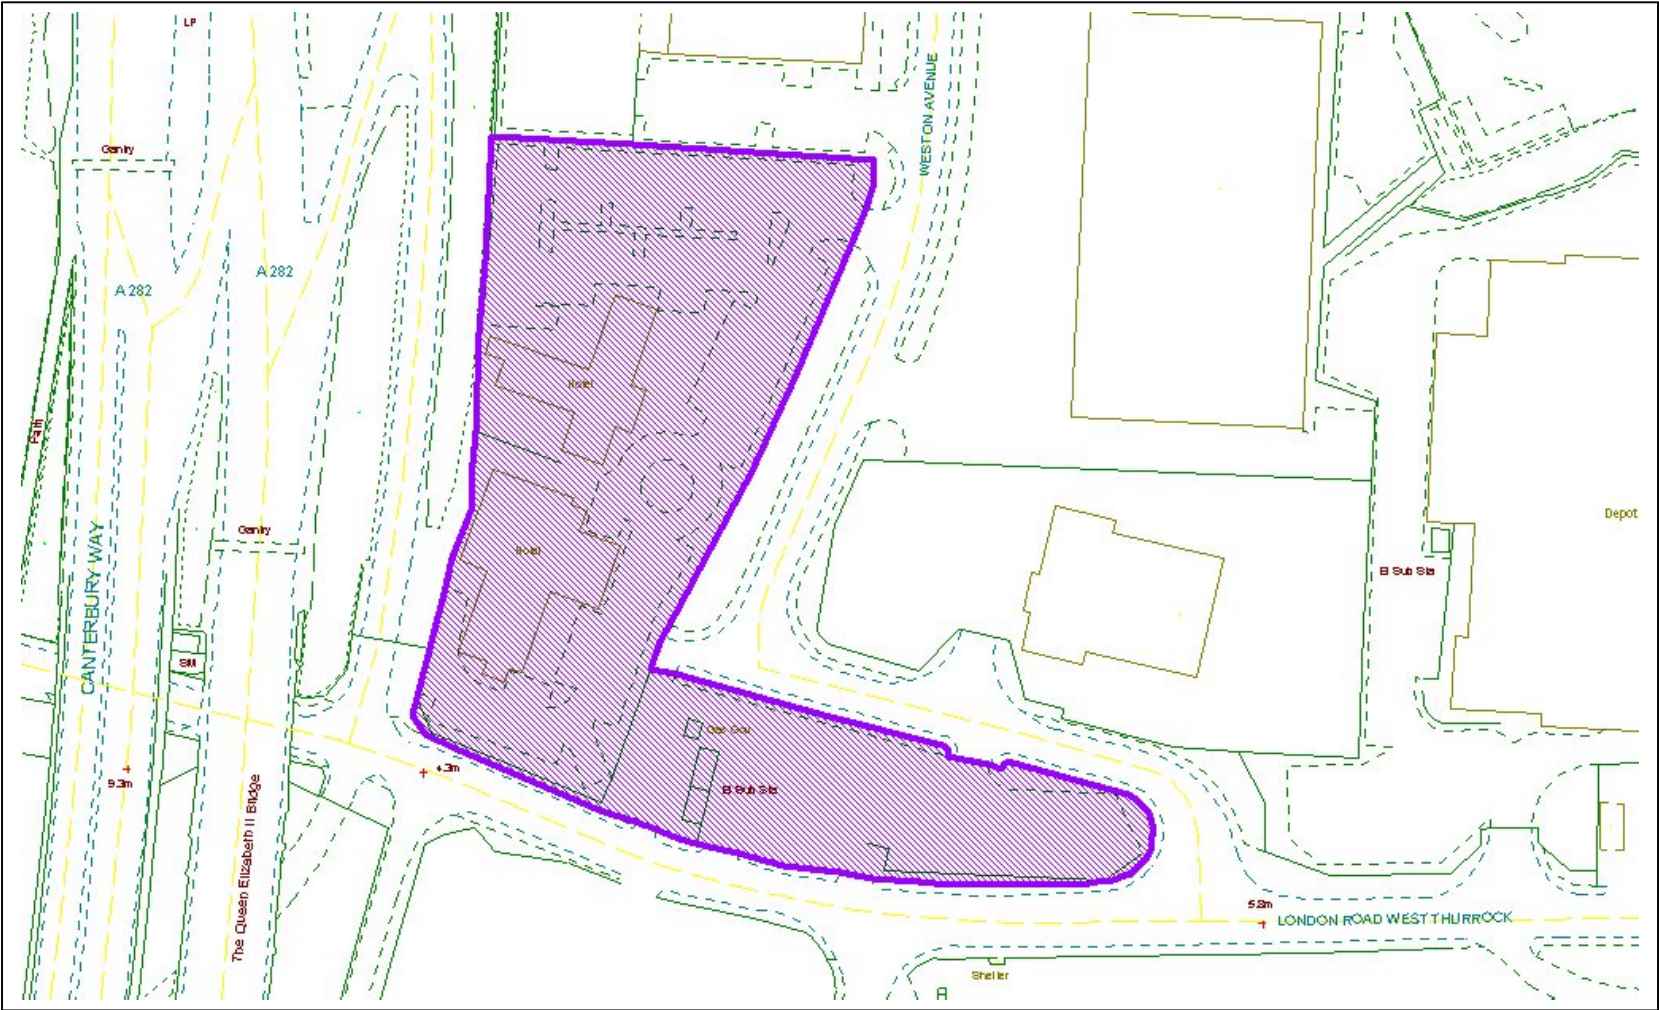 LP
WESTON AVENUE
Gantry
A 282
A 282
Hotel
Path
Depot
Gantry
Hotel
El Sub Sta
CANTERBURY WAY
SM
Gas Gov
4.3m
9.3m
El Sub Sta
The Queen Elizabeth II Bridge
5.8m
LONDON ROAD WEST THURROCK
Shelter